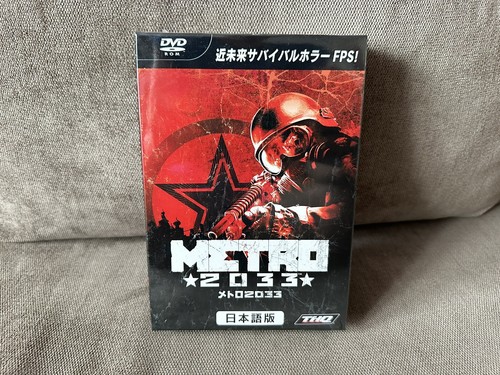 DVD
ROM
近未来サバイバルホラーFPS!
METRO
★2033★
メトロ2033
日本語版
THQ